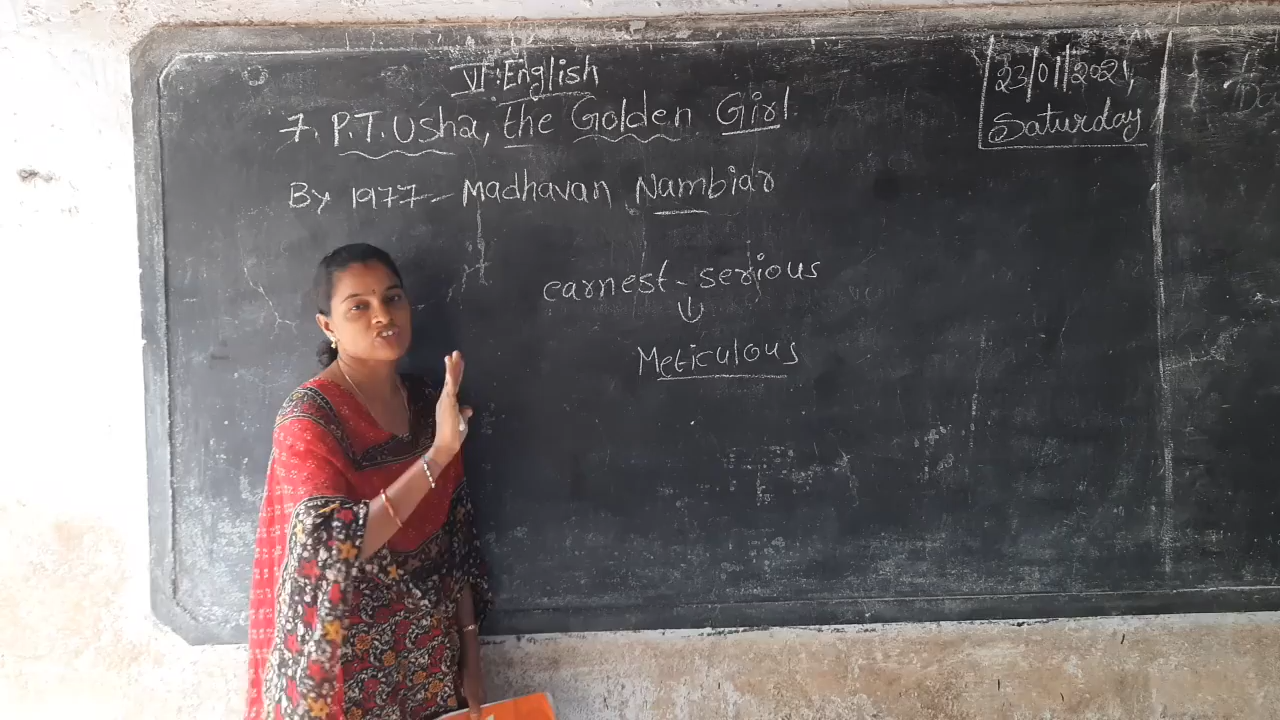 VI:English
7. P.T. Usha, the Golden Girl.
By 1977- Madhavan Nambiar
earnest - serious
Meticulous
23/01/2021,
Saturday